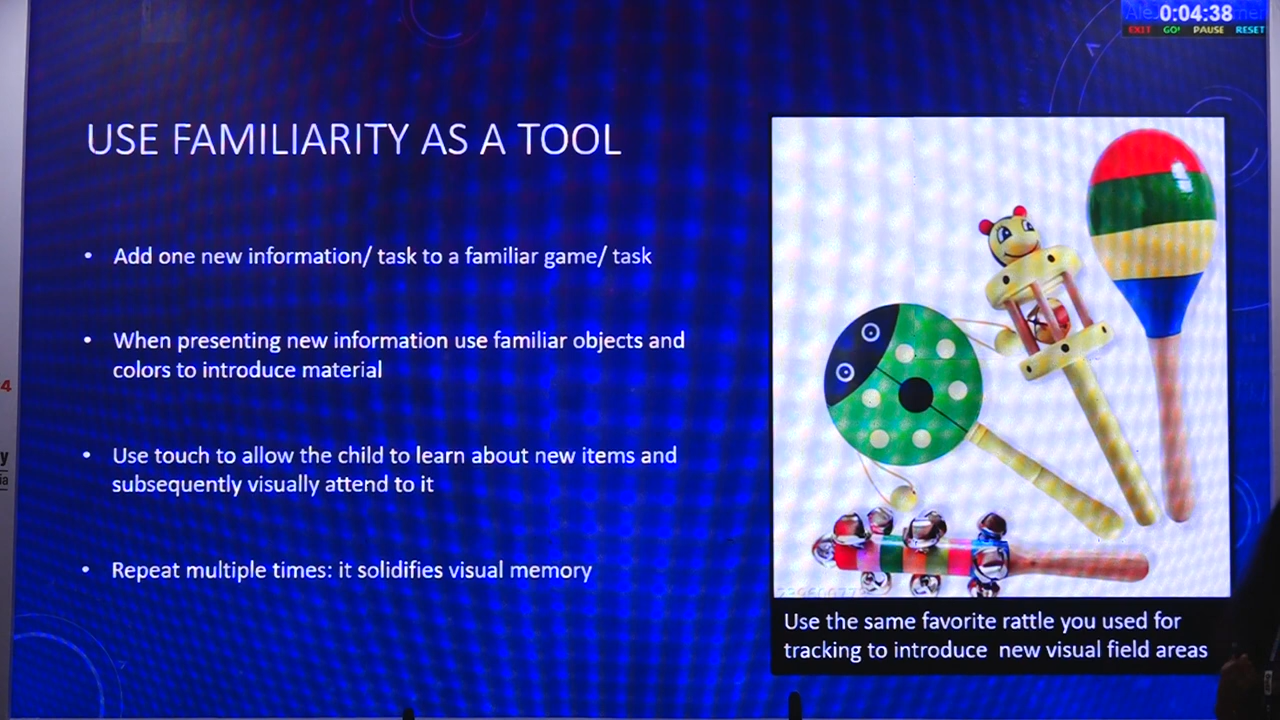 0:04:38
EXIT GO! PAUSE RESET
USE FAMILIARITY AS A TOOL
• Add one new information/ task to a familiar game/ task
• When presenting new information use familiar objects and
colors to introduce material
• Use touch to allow the child to learn about new items and
subsequently visually attend to it
• Repeat multiple times: it solidifies visual memory
Use the same favorite rattle you used for
tracking to introduce new visual field areas